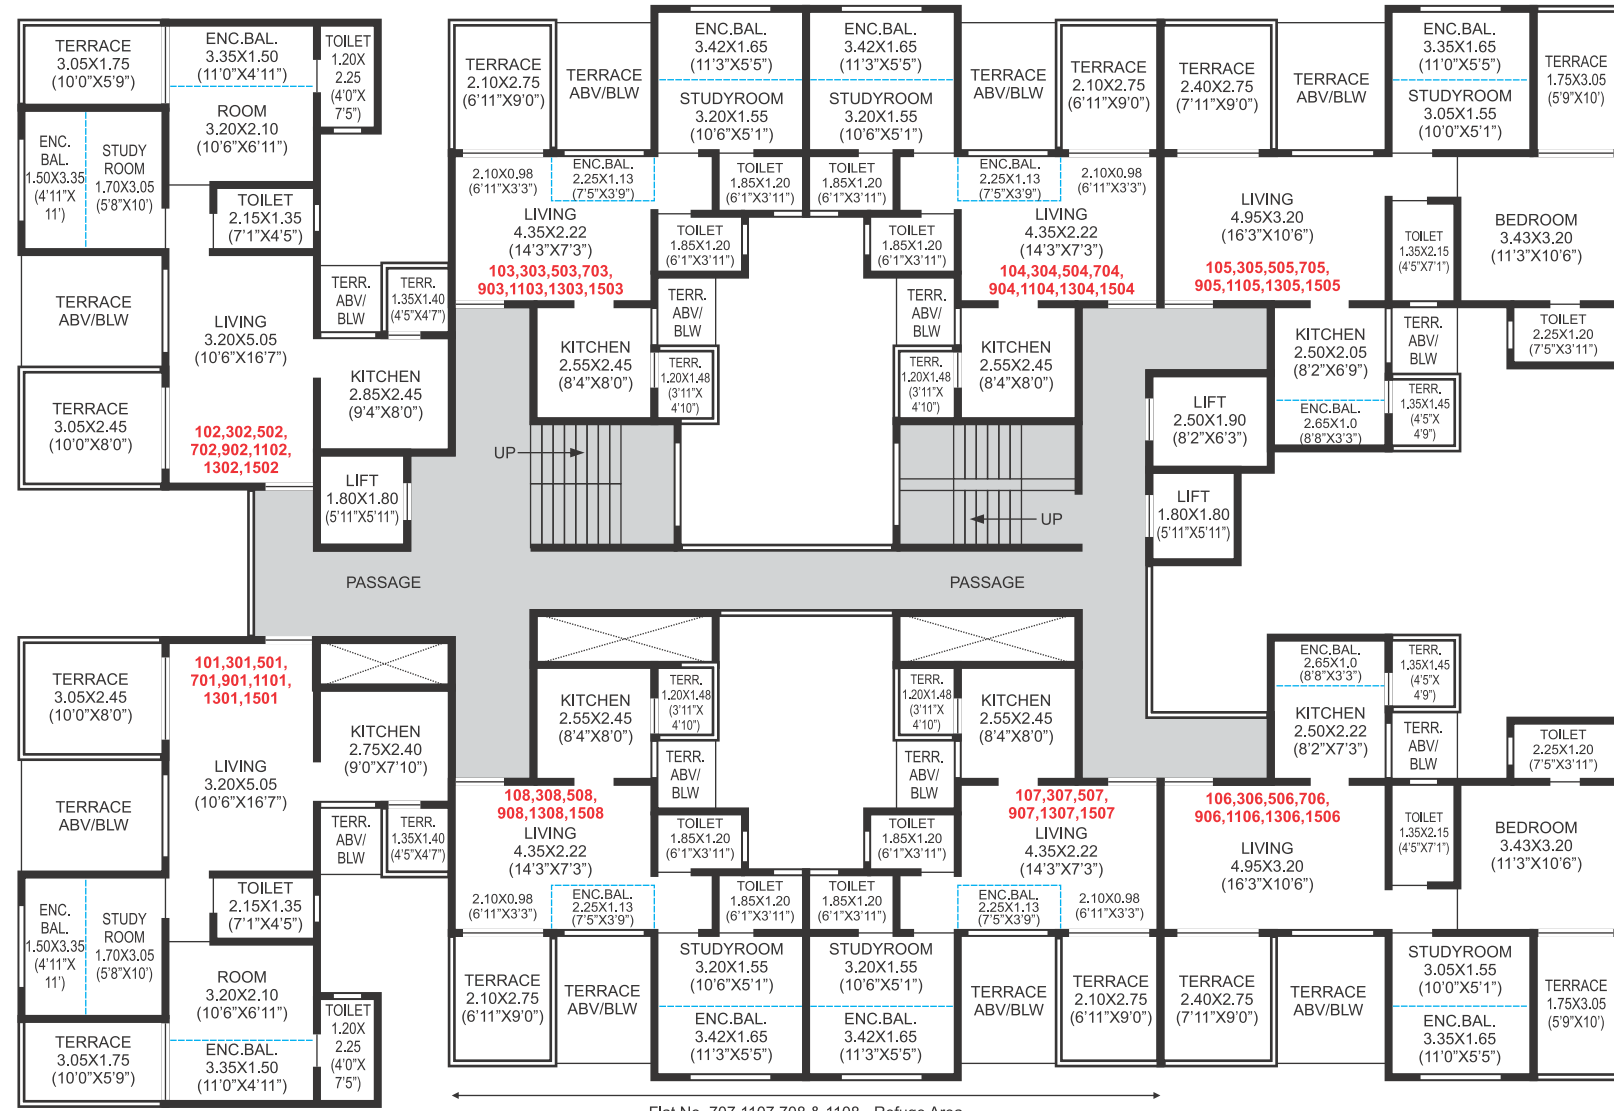 TERRACE
3.05X1.75
(10'0"X5'9")
ENC.BAL.
3.35X1.50
(11'0"X4'11")
TOILET
1.20X
2.25
(4'0"X
7'5")
ROOM
3.20X2.10
(10'6"X6'11")
ENC.
BAL.
1.50X3.35
(4'11"X
11')
STUDY
ROOM
1.70X3.05
(5'8"X10')
TOILET
2.15X1.35
(7'1"X4'5")
TERRACE
ABV/BLW
TERR.
ABV/
BLW
TERR.
1.35X1.40
(4'5"X4'7")
LIVING
3.20X5.05
(10'6"X16'7")
KITCHEN
2.85X2.45
(9'4"X8'0")
TERRACE
3.05X2.45
(10'0"X8'0")
102,302,502,
702,902,1102,
1302,1502
LIFT
1.80X1.80
(5'11"X5'11")
TERRACE
2.10X2.75
(6'11"X9'0")
TERRACE
ABV/BLW
ENC.BAL.
3.42X1.65
(11'3"X5'5")
STUDYROOM
3.20X1.55
(10'6"X5'1")
2.10X0.98
(6'11"X3'3")
ENC.BAL.
2.25X1.13
(7'5"X3'9")
TOILET
1.85X1.20
(6'1"X3'11")
LIVING
4.35X2.22
(14'3"X7'3")
TOILET
1.85X1.20
(6'1"X3'11")
103,303,503,703,
903,1103,1303,1503
TERR.
ABV/
BLW
KITCHEN
2.55X2.45
(8'4"X8'0")
TERR.
1.20X1.48
(3'11"X
4'10")
UP
ENC.BAL.
3.42X1.65
(11'3"X5'5")
STUDYROOM
3.20X1.55
(10'6"X5'1")
TERRACE
ABV/BLW
TERRACE
2.10X2.75
(6'11"X9'0")
TOILET
1.85X1.20
(6'1"X3'11")
ENC.BAL.
2.25X1.13
(7'5"X3'9")
2.10X0.98
(6'11"X3'3")
TOILET
1.85X1.20
(6'1"X3'11")
LIVING
4.35X2.22
(14'3"X7'3")
104,304,504,704,
904,1104,1304,1504
TERR.
ABV/
BLW
TERR.
1.20X1.48
(3'11"X
4'10")
KITCHEN
2.55X2.45
(8'4"X8'0")
UP
TERRACE
2.40X2.75
(7'11"X9'0")
TERRACE
ABV/BLW
ENC.BAL.
3.35X1.65
(11'0"X5'5")
STUDYROOM
3.05X1.55
(10'0"X5'1")
TERRACE
1.75X3.05
(5'9"X10')
LIVING
4.95X3.20
(16'3"X10'6")
105,305,505,705,
905,1105,1305,1505
TOILET
1.35X2.15
(4'5"X7'1")
BEDROOM
3.43X3.20
(11'3"X10'6")
KITCHEN
2.50X2.05
(8'2"X6'9")
TERR.
ABV/
BLW
TOILET
2.25X1.20
(7'5"X3'11")
ENC.BAL.
2.65X1.0
(8'8"X3'3")
TERR.
1.35X1.45
(4'5"X
4'9")
LIFT
2.50X1.90
(8'2"X6'3")
LIFT
1.80X1.80
(5'11"X5'11")
PASSAGE
PASSAGE
TERRACE
3.05X2.45
(10'0"X8'0")
101,301,501,
701,901,1101,
1301,1501
KITCHEN
2.75X2.40
(9'0"X7'10")
LIVING
3.20X5.05
(10'6"X16'7")
TERRACE
ABV/BLW
TERR.
ABV/
BLW
TERR.
1.35X1.40
(4'5"X4'7")
ENC.
BAL.
1.50X3.35
(4'11"X
11')
STUDY
ROOM
1.70X3.05
(5'8"X10')
TOILET
2.15X1.35
(7'1"X4'5")
ROOM
3.20X2.10
(10'6"X6'11")
TOILET
1.20X
2.25
(4'0"X
7'5")
TERRACE
3.05X1.75
(10'0"X5'9")
ENC.BAL.
3.35X1.50
(11'0"X4'11")
KITCHEN
2.55X2.45
(8'4"X8'0")
TERR.
1.20X1.48
(3'11"X
4'10")
TERR.
ABV/
BLW
108,308,508,
908,1308,1508
LIVING
4.35X2.22
(14'3"X7'3")
TOILET
1.85X1.20
(6'1"X3'11")
2.10X0.98
(6'11"X3'3")
ENC.BAL.
2.25X1.13
(7'5"X3'9")
TOILET
1.85X1.20
(6'1"X3'11")
TERRACE
2.10X2.75
(6'11"X9'0")
TERRACE
ABV/BLW
STUDYROOM
3.20X1.55
(10'6"X5'1")
ENC.BAL.
3.42X1.65
(11'3"X5'5")
TERR.
1.20X1.48
(3'11"X
4'10")
KITCHEN
2.55X2.45
(8'4"X8'0")
TERR.
ABV/
BLW
107,307,507,
907,1307,1507
TOILET
1.85X1.20
(6'1"X3'11")
LIVING
4.35X2.22
(14'3"X7'3")
TOILET
1.85X1.20
(6'1"X3'11")
ENC.BAL.
2.25X1.13
(7'5"X3'9")
2.10X0.98
(6'11"X3'3")
STUDYROOM
3.20X1.55
(10'6"X5'1")
ENC.BAL.
3.42X1.65
(11'3"X5'5")
TERRACE
ABV/BLW
TERRACE
2.10X2.75
(6'11"X9'0")
ENC.BAL.
2.65X1.0
(8'8"X3'3")
TERR.
1.35X1.45
(4'5"X
4'9")
KITCHEN
2.50X2.22
(8'2"X7'3")
TERR.
ABV/
BLW
TOILET
2.25X1.20
(7'5"X3'11")
106,306,506,706,
906,1106,1306,1506
LIVING
4.95X3.20
(16'3"X10'6")
TOILET
1.35X2.15
(4'5"X7'1")
BEDROOM
3.43X3.20
(11'3"X10'6")
TERRACE
2.40X2.75
(7'11"X9'0")
TERRACE
ABV/BLW
STUDYROOM
3.05X1.55
(10'0"X5'1")
ENC.BAL.
3.35X1.65
(11'0"X5'5")
TERRACE
1.75X3.05
(5'9"X10')
Flat No. 707,1107,708 & 1108 - Refuge Area